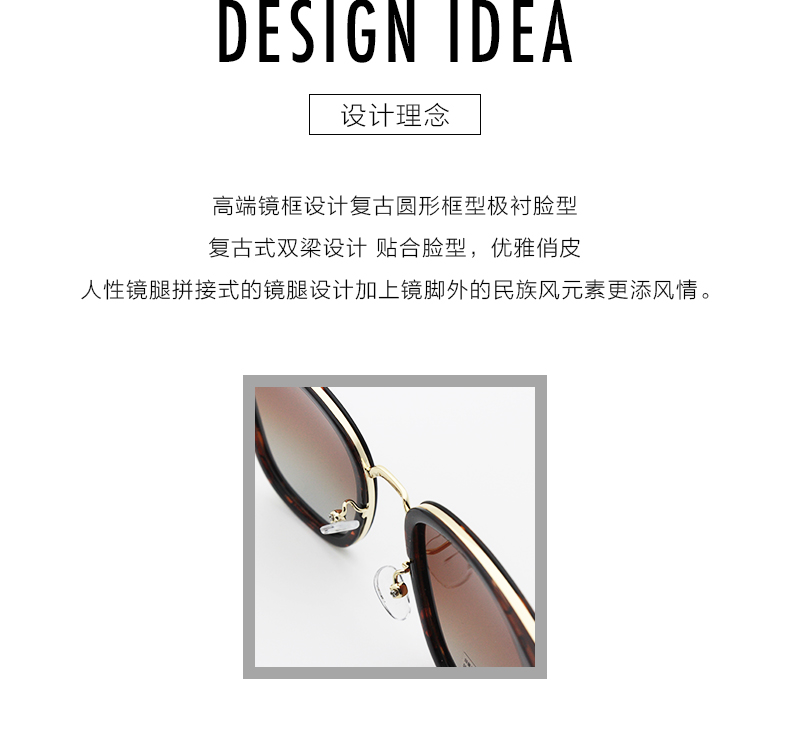 DESIGN IDEA
设计理念
高端镜框设计复古圆形框型极衬脸型
复古式双梁设计 贴合脸型，优雅俏皮
人性镜腿拼接式的镜腿设计加上镜脚外的民族风元素更添风情。